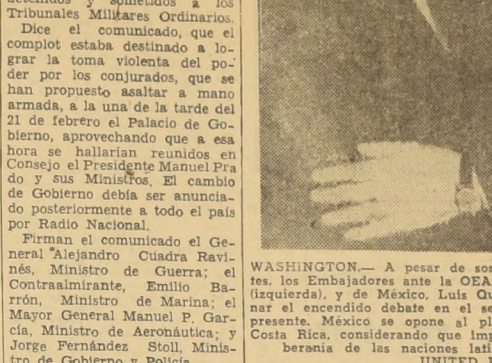 detenidos y sometidos a los
Tribunales Militares Ordinarios.
Dice el comunicado, que el
complot estaba destinado a lo-
grar la toma violenta del po-
der por los conjurados, que se
han propuesto asaltar a mano
armada, a la una de la tarde del
21 de febrero el Palacio de Go-
bierno, aprovechando que a esa
hora se hallarían reunidos en
Consejo el Presidente Manuel Pra
do y sus Ministros. El cambio
de Gobierno debía ser anuncia-
do posteriormente a todo el país
por Radio Nacional.
Firman el comunicado el Ge-
neral Alejandro Cuadra Ravi-
nés, Ministro de Guerra; el
Contraalmirante, Emilio Ba-
rrón, Ministro de Marina; el
Mayor General Manuel P. Gar-
cía, Ministro de Aeronáutica; y
Jorge Fernández Stoll, Minis-
tro de Gobierno y Policía.
WASHINGTON.— A pesar de sos
tes, los Embajadores ante la OEA
(izquierda), y de México, Luis Qu
nar el encendido debate en el se
presente. México se opone al pl
Costa Rica, considerando que im
beranía de las naciones lati
UNITED